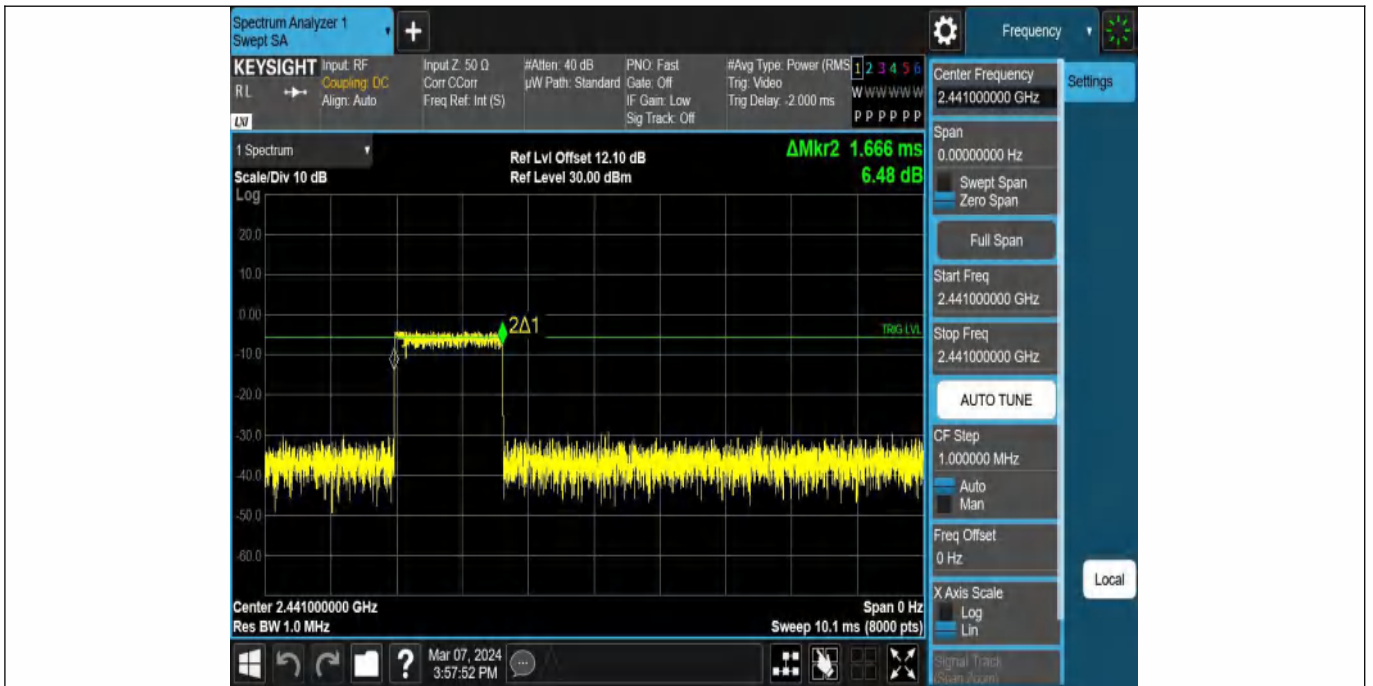 Spectrum Analyzer 1
Swept SA
+
Frequency
KEYSIGHT
RL
LXI
Input: RF
Coupling: DC
Align: Auto
Input Z: 50 Ω
Corr CCorr
Freq Ref: Int (S)
#Atten: 40 dB
µW Path: Standard
PNO: Fast
Gate: Off
IF Gain: Low
Sig Track: Off
#Avg Type: Power (RMS
Trig: Video
Trig Delay: -2.000 ms
1 2 3 4 5 6
W W W W W W
P P P P P P
1 Spectrum
Scale/Div 10 dB
Log
Ref Lvl Offset 12.10 dB
Ref Level 30.00 dBm
ΔMkr2 1.666 ms
6.48 dB
20.0
10.0
0.00
-10.0
-20.0
-30.0
-40.0
-50.0
-60.0
2Δ1
TRIG LVL
Center 2.441000000 GHz
Res BW 1.0 MHz
Span 0 Hz
Sweep 10.1 ms (8000 pts)
?
Mar 07, 2024
3:57:52 PM
Center Frequency
2.441000000 GHz
Settings
Span
0.00000000 Hz
Swept Span
Zero Span
Full Span
Start Freq
2.441000000 GHz
Stop Freq
2.441000000 GHz
AUTO TUNE
CF Step
1.000000 MHz
Auto
Man
Freq Offset
0 Hz
X Axis Scale
Log
Lin
Signal Track
(Span Zoom)
Local